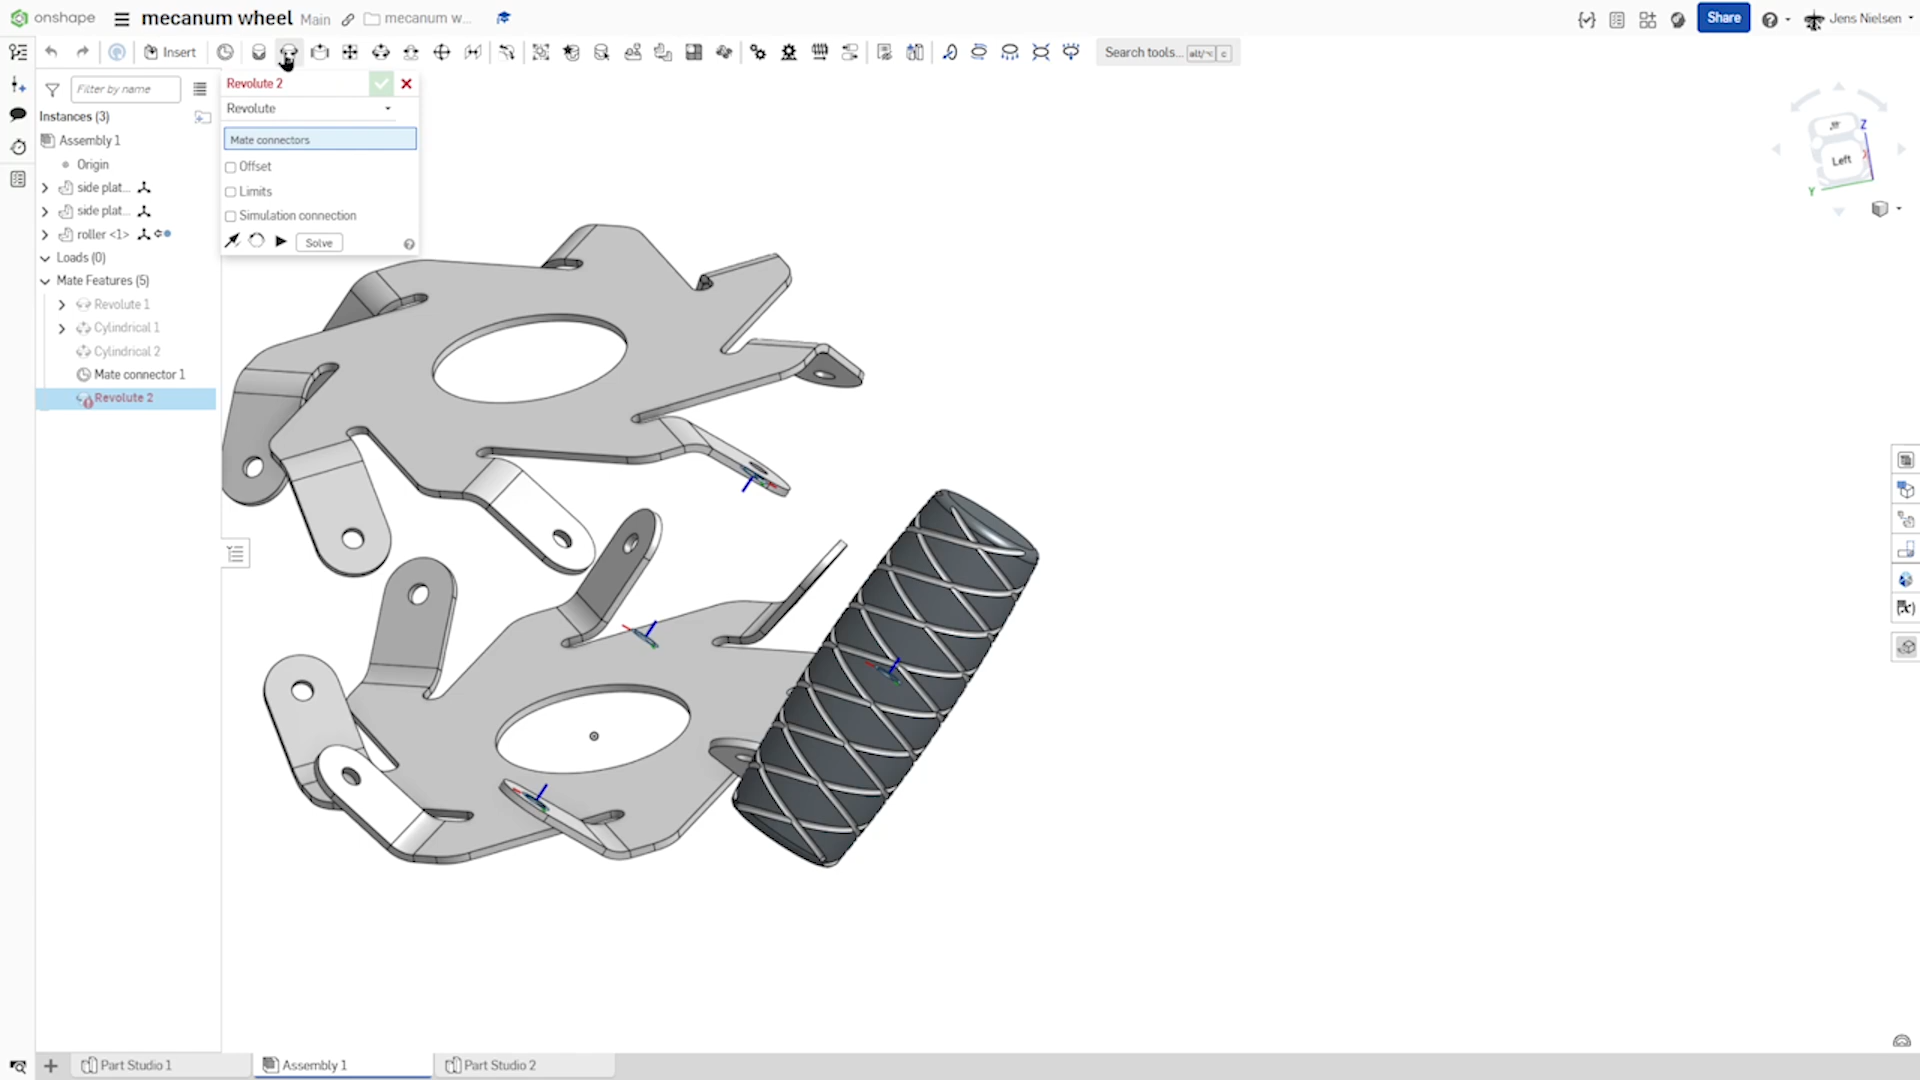 onshape
mecanum wheel Main mecanum w...
Share
Jens Nielsen
Insert
Search tools... alt/⌥ c
Filter by name
Instances (3)
Assembly 1
Origin
side plat...
side plat...
roller <1>
Loads (0)
Mate Features (5)
Revolute 1
Cylindrical 1
Cylindrical 2
Mate connector 1
Revolute 2
Revolute 2
Revolute
Mate connectors
Offset
Limits
Simulation connection
Solve
Z
Left
Y
Part Studio 1
Assembly 1
Part Studio 2